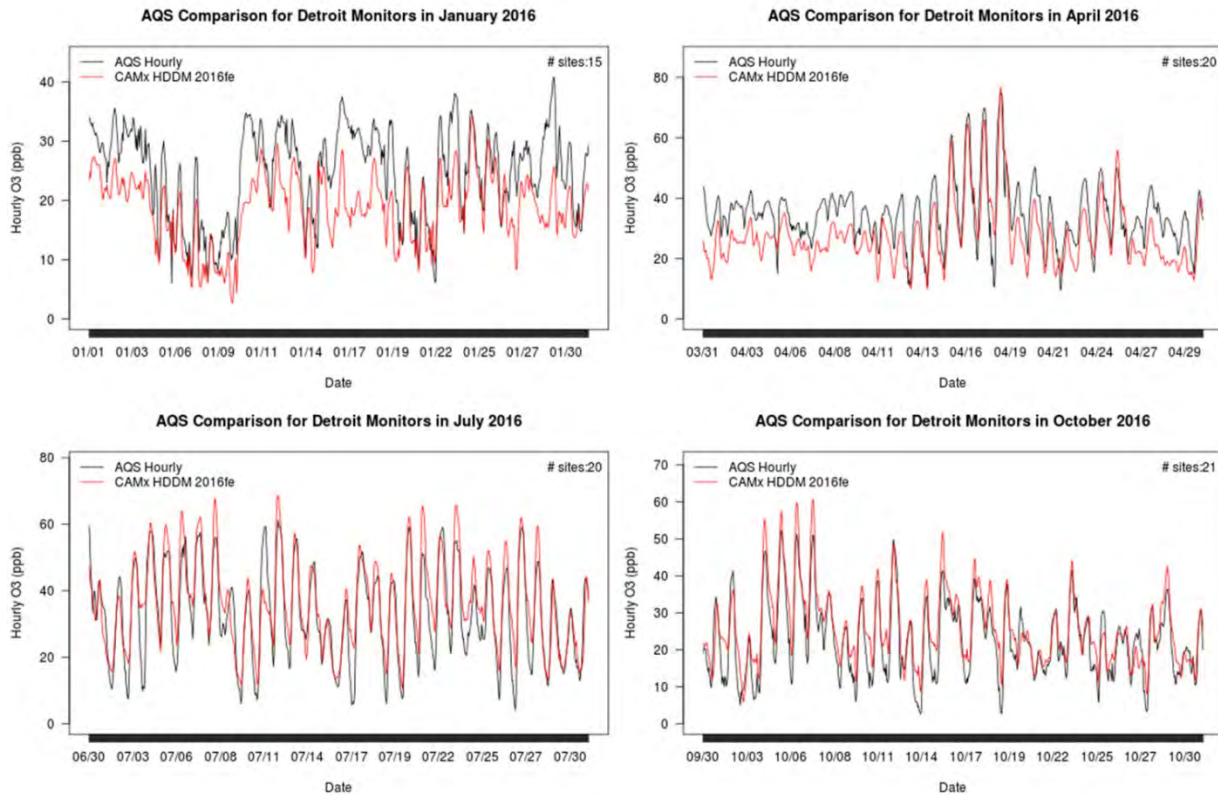 AQS Comparison for Detroit Monitors in January 2016
AQS Hourly
CAMx HDDM 2016fe
# sites:15
Hourly O3 (ppb)
40
30
20
10
0
01/01 01/03 01/06 01/09 01/11 01/14 01/17 01/19 01/22 01/25 01/27 01/30
Date
AQS Comparison for Detroit Monitors in April 2016
AQS Hourly
CAMx HDDM 2016fe
# sites:20
Hourly O3 (ppb)
80
60
40
20
0
03/31 04/03 04/06 04/08 04/11 04/13 04/16 04/19 04/21 04/24 04/27 04/29
Date
AQS Comparison for Detroit Monitors in July 2016
AQS Hourly
CAMx HDDM 2016fe
# sites:20
Hourly O3 (ppb)
80
60
40
20
0
06/30 07/03 07/06 07/08 07/11 07/14 07/17 07/19 07/22 07/25 07/27 07/30
Date
AQS Comparison for Detroit Monitors in October 2016
AQS Hourly
CAMx HDDM 2016fe
# sites:21
Hourly O3 (ppb)
70
60
50
40
30
20
10
0
09/30 10/03 10/06 10/08 10/11 10/14 10/17 10/19 10/22 10/25 10/27 10/30
Date